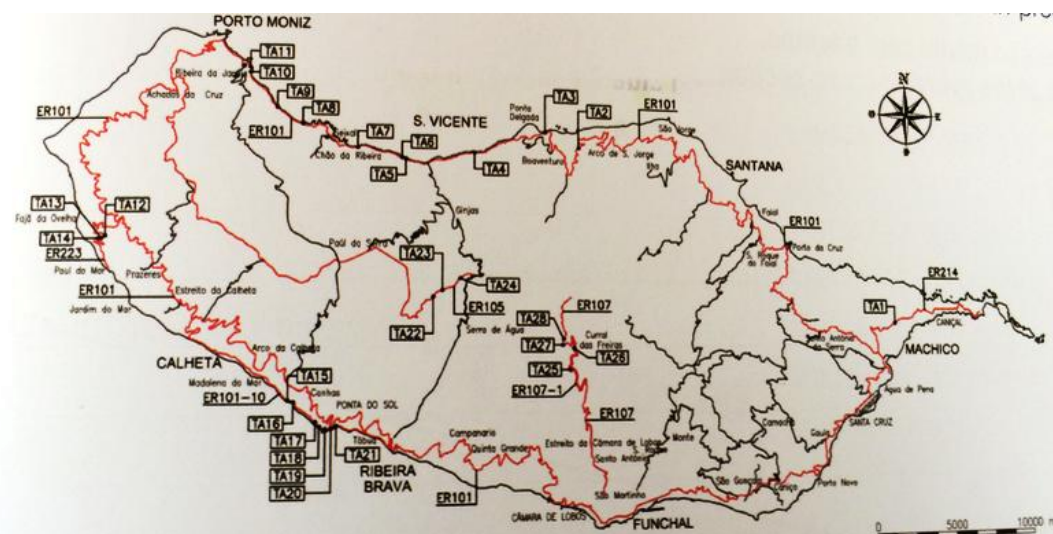 PORTO MONIZ
TA11
Ribeira da Janela
TA10
Achadas da Cruz
TA9
ER101
TA8
ER101
Seixal
TA7
Chão da Ribeira
S. VICENTE
TA6
TA5
TA4
Ponta
Delgada
TA3
TA2
ER101
Boaventura
Arco de S. Jorge
São Jorge
Ilha
SANTANA
N
O
E
S
Faial
ER101
Porto da Cruz
S. Roque
do Faial
ER214
TA1
CANIÇAL
Santo António
da Serra
MACHICO
Água de Pena
SANTA CRUZ
Gaula
Porto Novo
Camacha
Caniço
São Gonçalo
Monte
S. Roque
FUNCHAL
TA13
TA12
Fajã da Ovelha
TA14
ER223
Paul do Mar
Prazeres
ER101
Estreito da Calheta
Jardim do Mar
Ginjas
Paúl da Serra
TA23
TA24
ER105
TA22
Serra de Água
ER107
TA28
Curral
das Freiras
TA27
TA26
TA25
ER107-1
ER107
Estreito da Câmara de Lobos
Santo António
São Martinho
CALHETA
Arco da Calheta
Madalena do Mar
TA15
ER101-10
Canhas
TA16
PONTA DO SOL
TA17
TA18
TA19
TA20
TA21
Tábua
RIBEIRA
BRAVA
Campanario
Quinta Grande
ER101
CÂMARA DE LOBOS
0 5000 10000 m